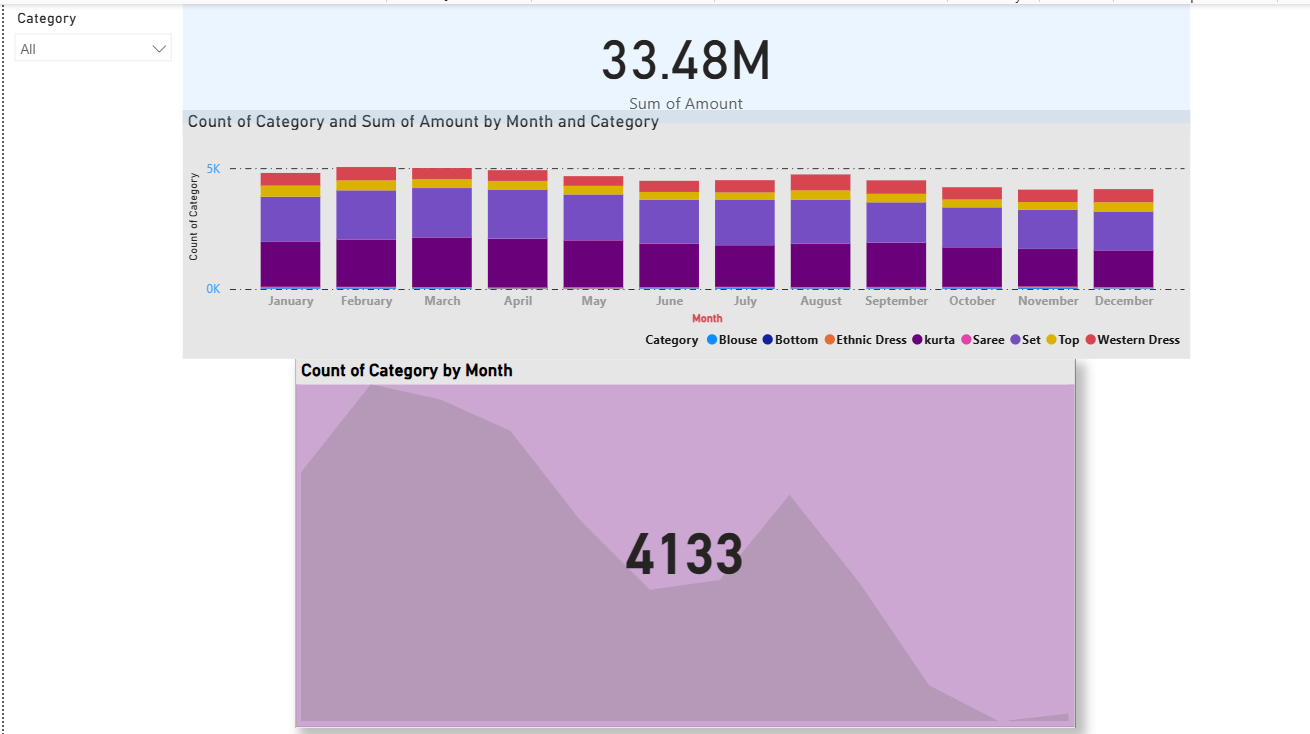 Category
All
33.48M
Sum of Amount
Count of Category and Sum of Amount by Month and Category
Count of Category
5K
0K
January February March April May June July August September October November December
Month
Category Blouse Bottom Ethnic Dress kurta Saree Set Top Western Dress
Count of Category by Month
4133